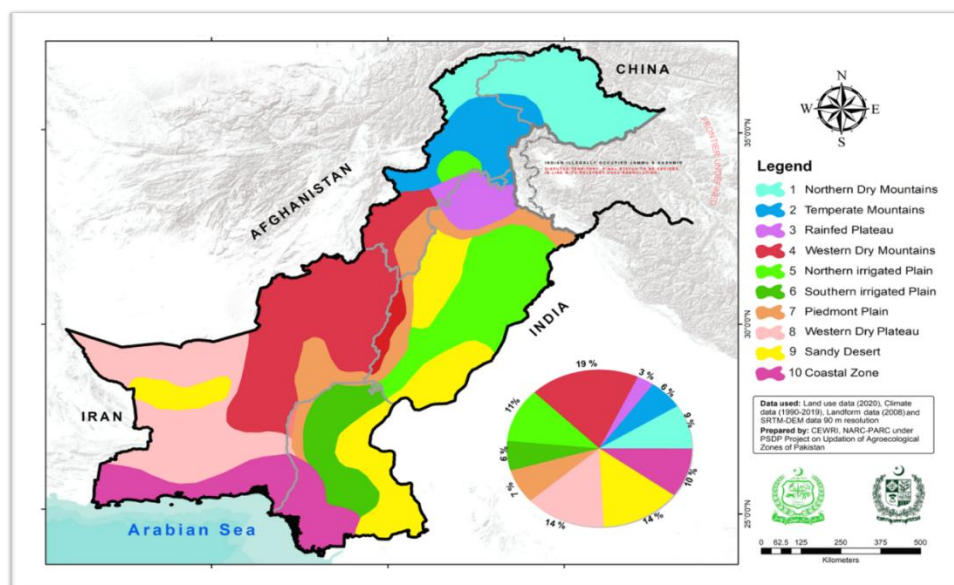 CHINA
N
W E
S
35°0'0"N
FRONTIER UNDEFINED
INDIAN ILLEGALLY OCCUPIED JAMMU & KASHMIR
AFGHANISTAN
Legend
1 Northern Dry Mountains
2 Temperate Mountains
3 Rainfed Plateau
4 Western Dry Mountains
5 Northern irrigated Plain
6 Southern irrigated Plain
7 Piedmont Plain
8 Western Dry Plateau
9 Sandy Desert
10 Coastal Zone
30°0'0"N
INDIA
IRAN
19 %
3 %
6 %
9 %
10 %
14 %
14 %
7 %
6 %
11%
Data used: Land use data (2020), Climate
data (1990-2019), Landform data (2008) and
SRTM-DEM data 90 m resolution
Prepared by: CEWRI, NARC-PARC under
PSDP Project on Updation of Agroecological
Zones of Pakistan
25°0'0"N
Arabian Sea
0 62.5 125 250 375 500
Kilometers